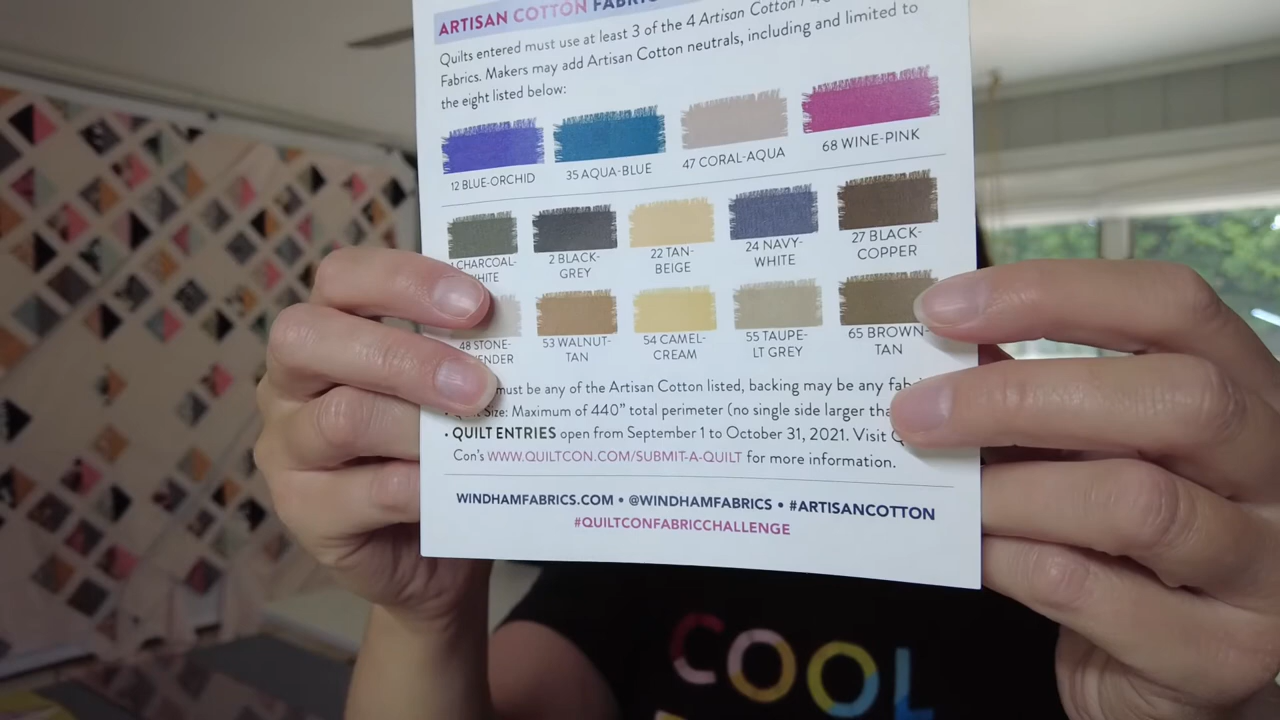 ARTISAN COTTON FABRIC
Quilts entered must use at least 3 of the 4 Artisan Cotton
Fabrics. Makers may add Artisan Cotton neutrals, including and limited to
the eight listed below:
12 BLUE-ORCHID
35 AQUA-BLUE
47 CORAL-AQUA
68 WINE-PINK
CHARCOAL-
2 BLACK-
GREY
22 TAN-
BEIGE
24 NAVY-
WHITE
27 BLACK-
COPPER
48 STONE-
53 WALNUT-
TAN
54 CAMEL-
CREAM
55 TAUPE-
LT GREY
65 BROWN-
TAN
must be any of the Artisan Cotton listed, backing may be any
Size: Maximum of 440" total perimeter (no single side larger
• QUILT ENTRIES open from September 1 to October 31, 2021. Visit
Con's WWW.QUILTCON.COM/SUBMIT-A-QUILT for more information.
WINDHAMFABRICS.COM • @WINDHAMFABRICS • #ARTISANCOTTON
#QUILTCONFABRICCHALLENGE
COOL